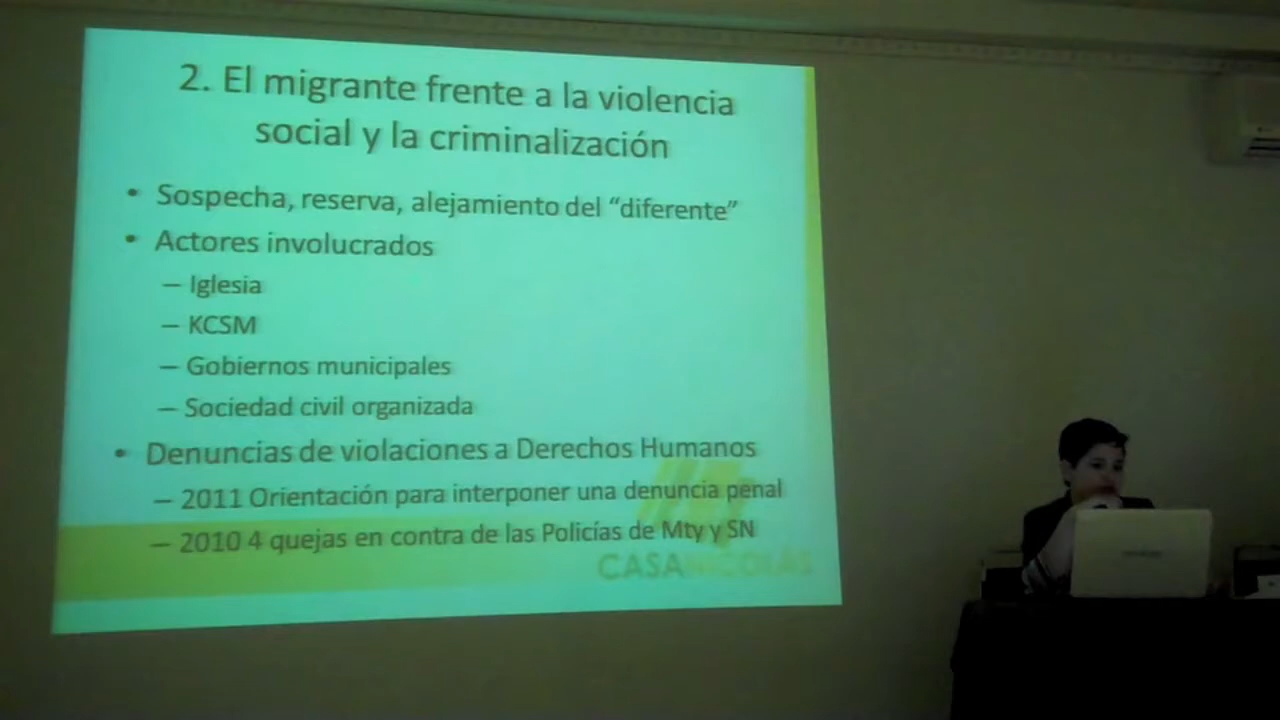 2. El migrante frente a la violencia
social y la criminalización
• Sospecha, reserva, alejamiento del “diferente”
• Actores involucrados
– Iglesia
– KCSM
– Gobiernos municipales
– Sociedad civil organizada
• Denuncias de violaciones a Derechos Humanos
– 2011 Orientación para interponer una denuncia penal
– 2010 4 quejas en contra de las Policías de Mty y SN
CASANICOLÁS